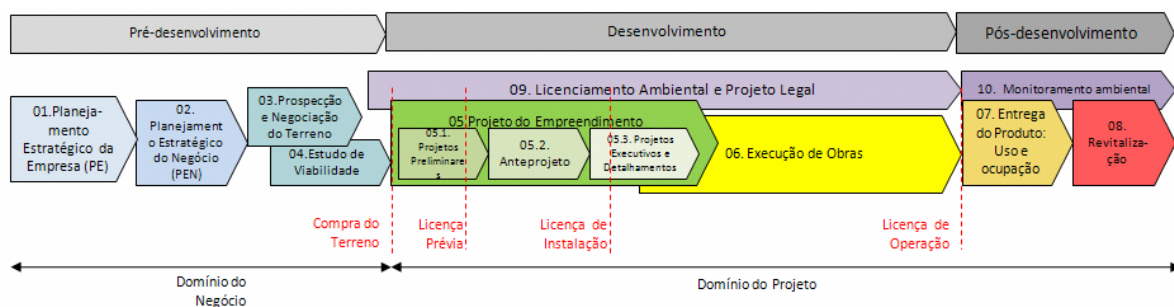 Pré-desenvolvimento
Desenvolvimento
Pós-desenvolvimento
09. Licenciamento Ambiental e Projeto Legal
10. Monitoramento ambiental
01.Planeja-
mento
Estratégico da
Empresa (PE)
02.
Planejament
o Estratégico
do Negócio
(PEN)
03.Prospecção
e Negociação
do Terreno
04.Estudo de
Viabilidade
05.Projeto do Empreendimento
05.1.
Projetos
Preliminare
s
05.2.
Anteprojeto
05.3. Projetos
Executivos e
Detalhamentos
06. Execução de Obras
07. Entrega
do Produto:
Uso e
ocupação
08.
Revitaliza-
ção
Compra do
Terreno
Licença
Prévia
Licença de
Instalação
Licença de
Operação
Domínio do
Negócio
Domínio do Projeto